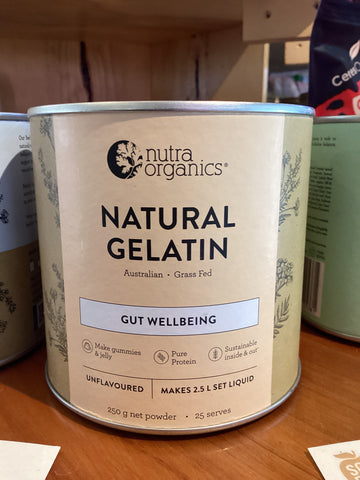 nutra
organics®
NATURAL
GELATIN
Australian • Grass Fed
GUT WELLBEING
Make gummies
& jelly
Pure
Protein
Sustainable
inside & out
UNFLAVOURED
MAKES 2.5 L SET LIQUID
250 g net powder • 25 serves